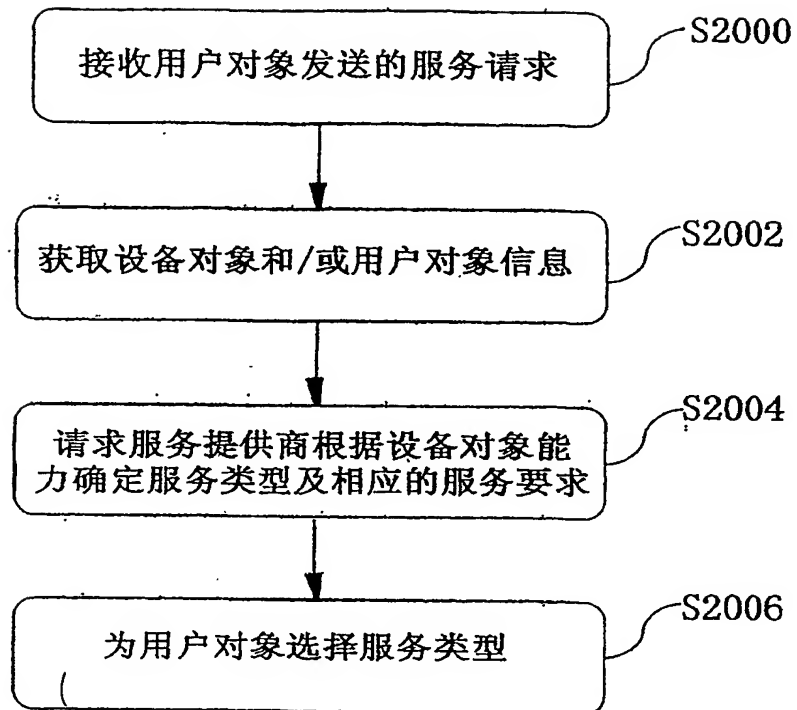 接收用户对象发送的服务请求
S2000
获取设备对象和/或用户对象信息
S2002
请求服务提供商根据设备对象能
力确定服务类型及相应的服务要求
S2004
为用户对象选择服务类型
S2006